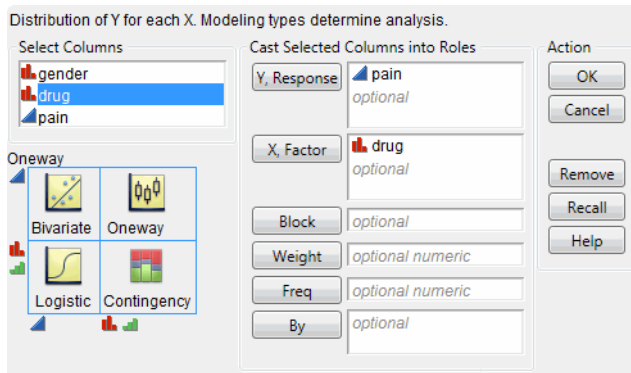 Distribution of Y for each X. Modeling types determine analysis.
Select Columns
gender
drug
pain
Oneway
Bivariate Oneway
Logistic Contingency
Cast Selected Columns into Roles
Y, Response
pain
optional
X, Factor
drug
optional
Block optional
Weight optional numeric
Freq optional numeric
By optional
Action
OK
Cancel
Remove
Recall
Help